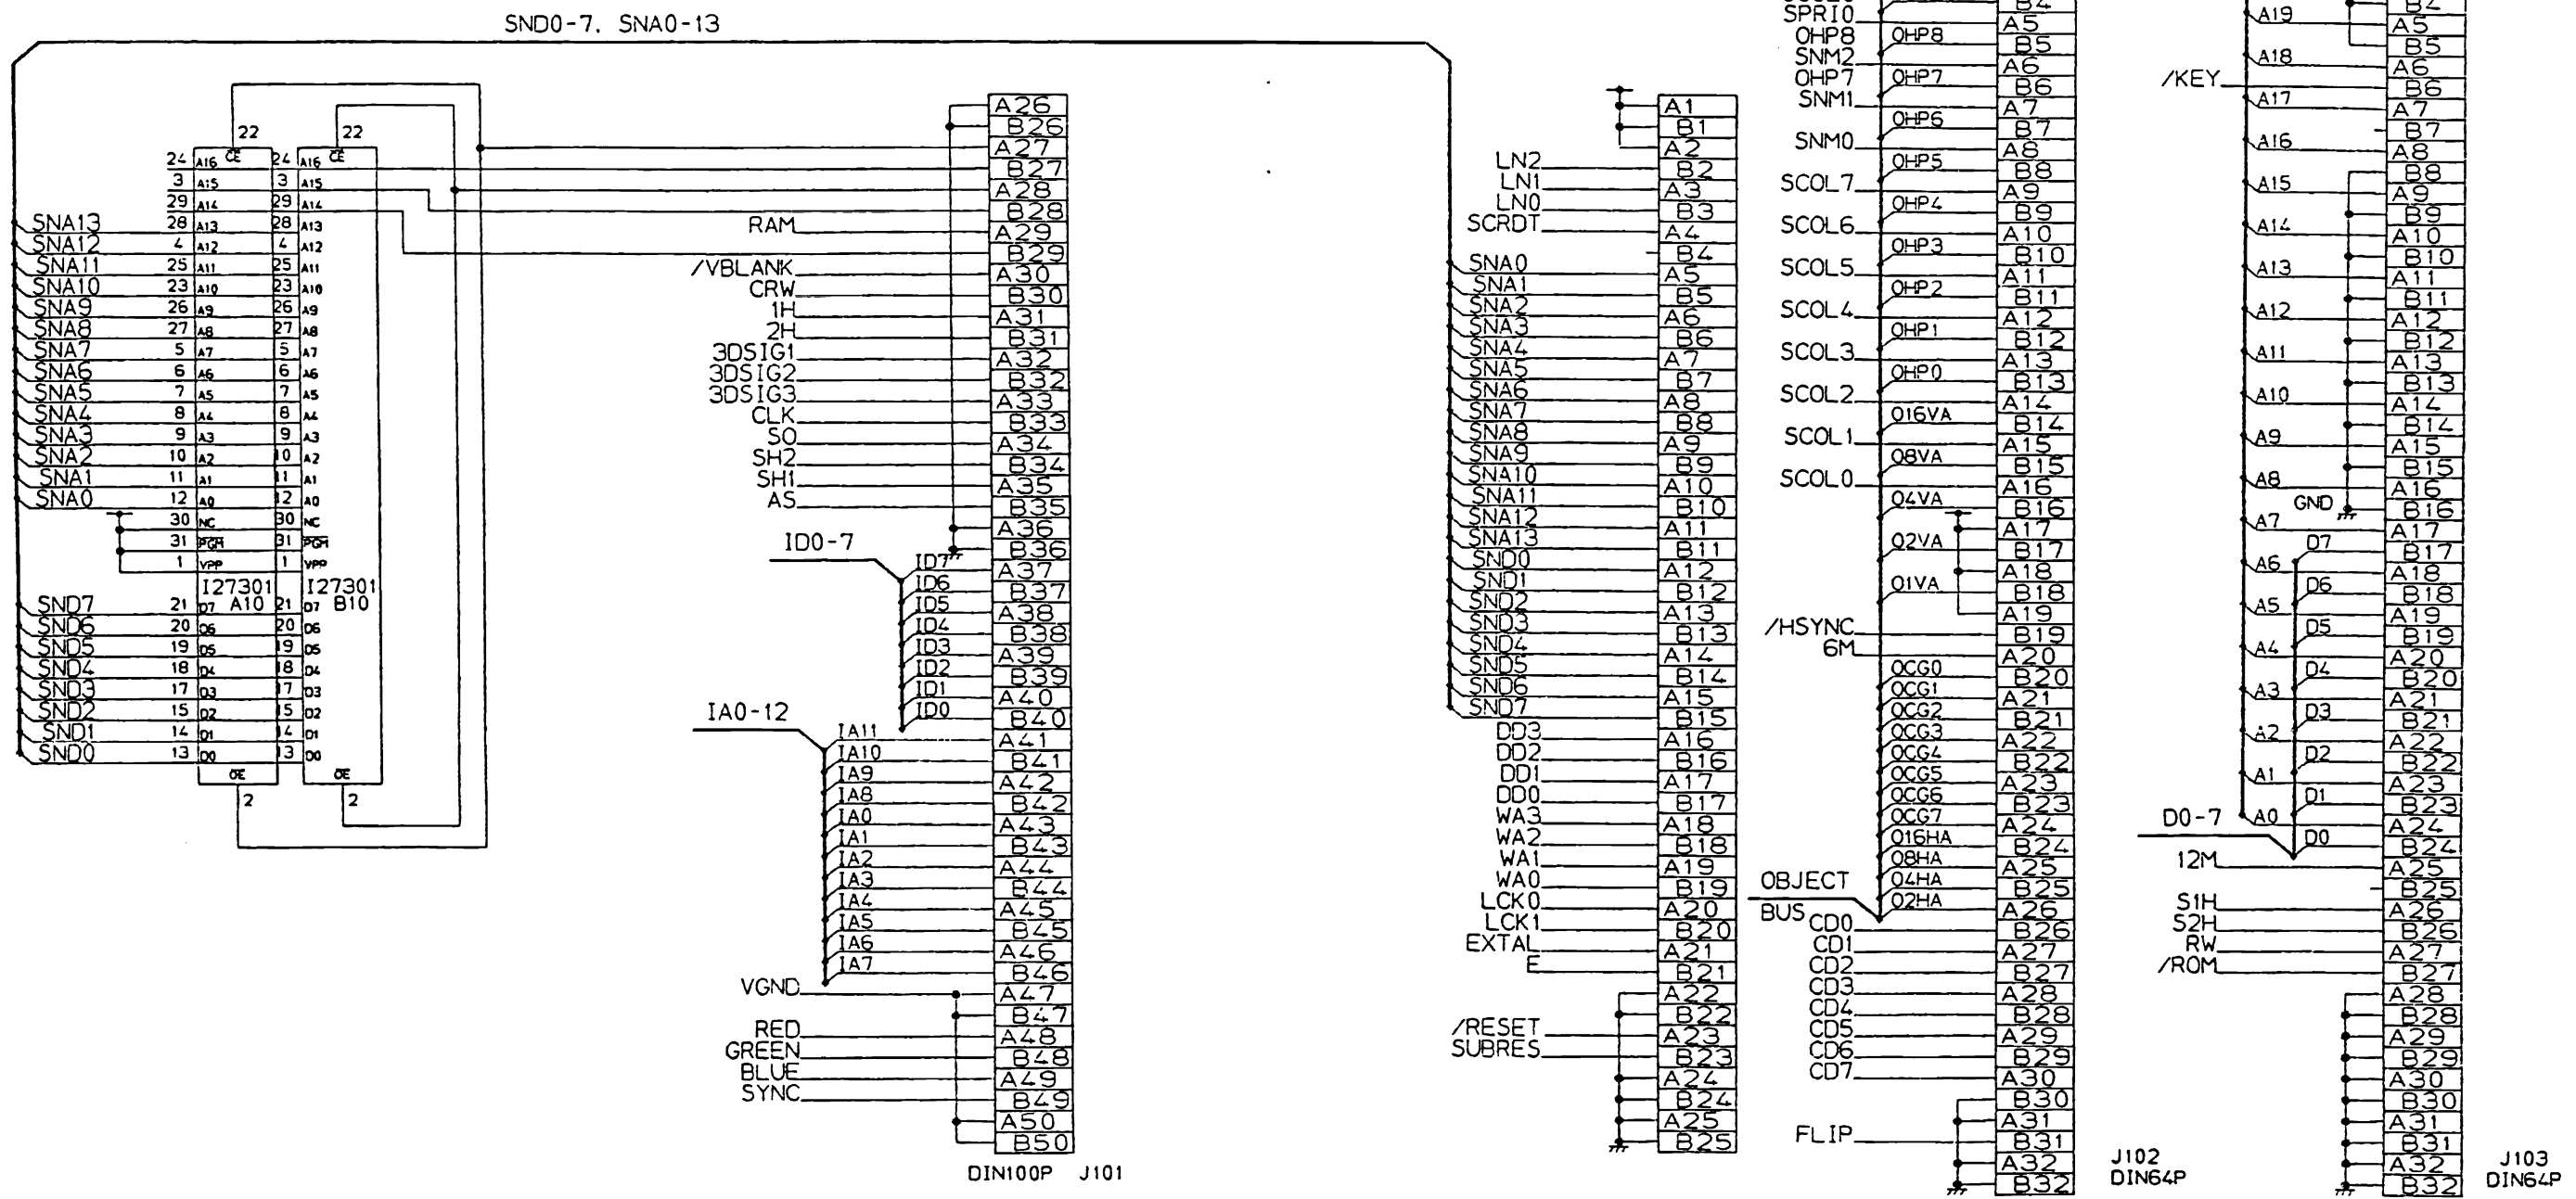 SND0-7. SNA0-13
22
22
24 A16 CE 24 A16 CE
3 A15 3 A15
29 A14 29 A14
SNA13 28 A13 28 A13
SNA12 4 A12 4 A12
SNA11 25 A11 25 A11
SNA10 23 A10 23 A10
SNA9 26 A9 26 A9
SNA8 27 A8 27 A8
SNA7 5 A7 5 A7
SNA6 6 A6 6 A6
SNA5 7 A5 7 A5
SNA4 8 A4 8 A4
SNA3 9 A3 9 A3
SNA2 10 A2 10 A2
SNA1 11 A1 11 A1
SNA0 12 A0 12 A0
30 NC 30 NC
31 PGM 31 PGM
1 VPP 1 VPP
I27301 I27301
A10 B10
SND7 21 D7 21 D7
SND6 20 D6 20 D6
SND5 19 D5 19 D5
SND4 18 D4 18 D4
SND3 17 D3 17 D3
SND2 15 D2 15 D2
SND1 14 D1 14 D1
SND0 13 D0 13 D0
OE OE
2 2
A26
B26
A27
B27
A28
B28
RAM A29
B29
/VBLANK A30
CRW B30
1H A31
2H B31
3DSIG1 A32
3DSIG2 B32
3DSIG3 A33
CLK B33
SO A34
SH2 B34
SH1 A35
AS B35
A36
B36
ID0-7
ID7 A37
ID6 B37
ID5 A38
ID4 B38
ID3 A39
ID2 B39
ID1 A40
ID0 B40
IA0-12
IA11 A41
IA10 B41
IA9 A42
IA8 B42
IA0 A43
IA1 B43
IA2 A44
IA3 B44
IA4 A45
IA5 B45
IA6 A46
IA7 B46
VGND A47
B47
RED A48
GREEN B48
BLUE A49
SYNC B49
A50
B50
DIN100P J101
A1
B1
A2
LN2 B2
LN1 A3
LN0 B3
SCRDT A4
B4
SNA0 A5
SNA1 B5
SNA2 A6
SNA3 B6
SNA4 A7
SNA5 B7
SNA6 A8
SNA7 B8
SNA8 A9
SNA9 B9
SNA10 A10
SNA11 B10
SNA12 A11
SNA13 B11
SND0 A12
SND1 B12
SND2 A13
SND3 B13
SND4 A14
SND5 B14
SND6 A15
SND7 B15
DD3 A16
DD2 B16
DD1 A17
DD0 B17
WA3 A18
WA2 B18
WA1 A19
WA0 B19
LCK0 A20
LCK1 B20
EXTAL A21
E B21
A22
B22
/RESET A23
SUBRES B23
A24
B24
A25
B25
B4
SPRI0 A5
OHP8 OHP8 B5
SNM2 A6
OHP7 OHP7 B6
SNM1 A7
OHP6 B7
SNM0 A8
OHP5 B8
SCOL7 A9
OHP4 B9
SCOL6 A10
OHP3 B10
SCOL5 A11
OHP2 B11
SCOL4 A12
OHP1 B12
SCOL3 A13
OHP0 B13
SCOL2 A14
O16VA B14
SCOL1 A15
O8VA B15
SCOL0 A16
O4VA B16
A17
O2VA B17
A18
O1VA B18
A19
/HSYNC B19
6M A20
OCG0 B20
OCG1 A21
OCG2 B21
OCG3 A22
OCG4 B22
OCG5 A23
OCG6 B23
OCG7 A24
O16HA B24
O8HA A25
O4HA B25
O2HA A26
OBJECT
BUS
CD0 B26
CD1 A27
CD2 B27
CD3 A28
CD4 B28
CD5 A29
CD6 B29
CD7 A30
B30
A31
FLIP B31
A32
B32
J102
DIN64P
B4
A19 A5
B5
A18 A6
/KEY B6
A17 A7
B7
A16 A8
B8
A15 A9
B9
A14 A10
B10
A13 A11
B11
A12 A12
B12
A11 A13
B13
A10 A14
B14
A9 A15
B15
A8 A16
GND B16
A7 A17
D7 B17
A6 A18
D6 B18
A5 A19
D5 B19
A4 A20
D4 B20
A3 A21
D3 B21
A2 A22
D2 B22
A1 A23
D1 B23
A0 A24
D0-7
D0 B24
12M A25
B25
S1H A26
S2H B26
RW A27
/ROM B27
A28
B28
A29
B29
A30
B30
A31
B31
A32
B32
J103
DIN64P